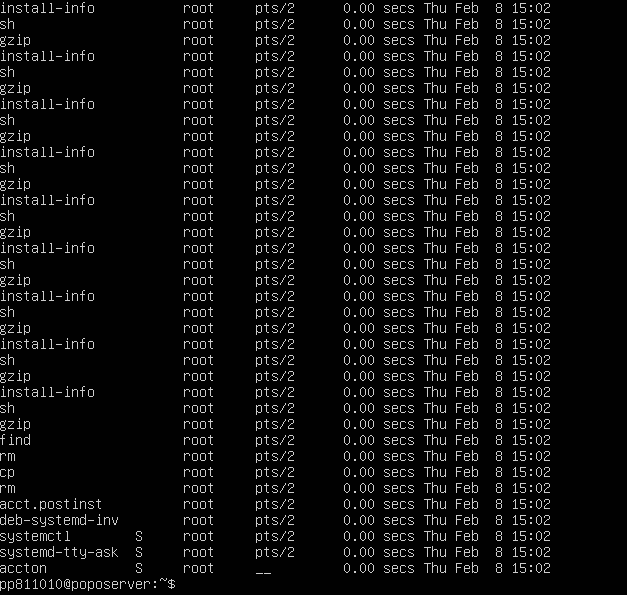 install-info           root     pts/2      0.00 secs Thu Feb  8 15:02
sh                     root     pts/2      0.00 secs Thu Feb  8 15:02
gzip                   root     pts/2      0.00 secs Thu Feb  8 15:02
install-info           root     pts/2      0.00 secs Thu Feb  8 15:02
sh                     root     pts/2      0.00 secs Thu Feb  8 15:02
gzip                   root     pts/2      0.00 secs Thu Feb  8 15:02
install-info           root     pts/2      0.00 secs Thu Feb  8 15:02
sh                     root     pts/2      0.00 secs Thu Feb  8 15:02
gzip                   root     pts/2      0.00 secs Thu Feb  8 15:02
install-info           root     pts/2      0.00 secs Thu Feb  8 15:02
sh                     root     pts/2      0.00 secs Thu Feb  8 15:02
gzip                   root     pts/2      0.00 secs Thu Feb  8 15:02
install-info           root     pts/2      0.00 secs Thu Feb  8 15:02
sh                     root     pts/2      0.00 secs Thu Feb  8 15:02
gzip                   root     pts/2      0.00 secs Thu Feb  8 15:02
install-info           root     pts/2      0.00 secs Thu Feb  8 15:02
sh                     root     pts/2      0.00 secs Thu Feb  8 15:02
gzip                   root     pts/2      0.00 secs Thu Feb  8 15:02
install-info           root     pts/2      0.00 secs Thu Feb  8 15:02
sh                     root     pts/2      0.00 secs Thu Feb  8 15:02
gzip                   root     pts/2      0.00 secs Thu Feb  8 15:02
install-info           root     pts/2      0.00 secs Thu Feb  8 15:02
sh                     root     pts/2      0.00 secs Thu Feb  8 15:02
gzip                   root     pts/2      0.00 secs Thu Feb  8 15:02
install-info           root     pts/2      0.00 secs Thu Feb  8 15:02
sh                     root     pts/2      0.00 secs Thu Feb  8 15:02
gzip                   root     pts/2      0.00 secs Thu Feb  8 15:02
find                   root     pts/2      0.00 secs Thu Feb  8 15:02
rm                     root     pts/2      0.00 secs Thu Feb  8 15:02
cp                     root     pts/2      0.00 secs Thu Feb  8 15:02
rm                     root     pts/2      0.00 secs Thu Feb  8 15:02
acct.postinst          root     pts/2      0.00 secs Thu Feb  8 15:02
deb-systemd-inv        root     pts/2      0.00 secs Thu Feb  8 15:02
systemctl        S     root     pts/2      0.00 secs Thu Feb  8 15:02
systemd-tty-ask  S     root     pts/2      0.00 secs Thu Feb  8 15:02
accton           S     root     __         0.00 secs Thu Feb  8 15:02
pp811010@poposerver:~$